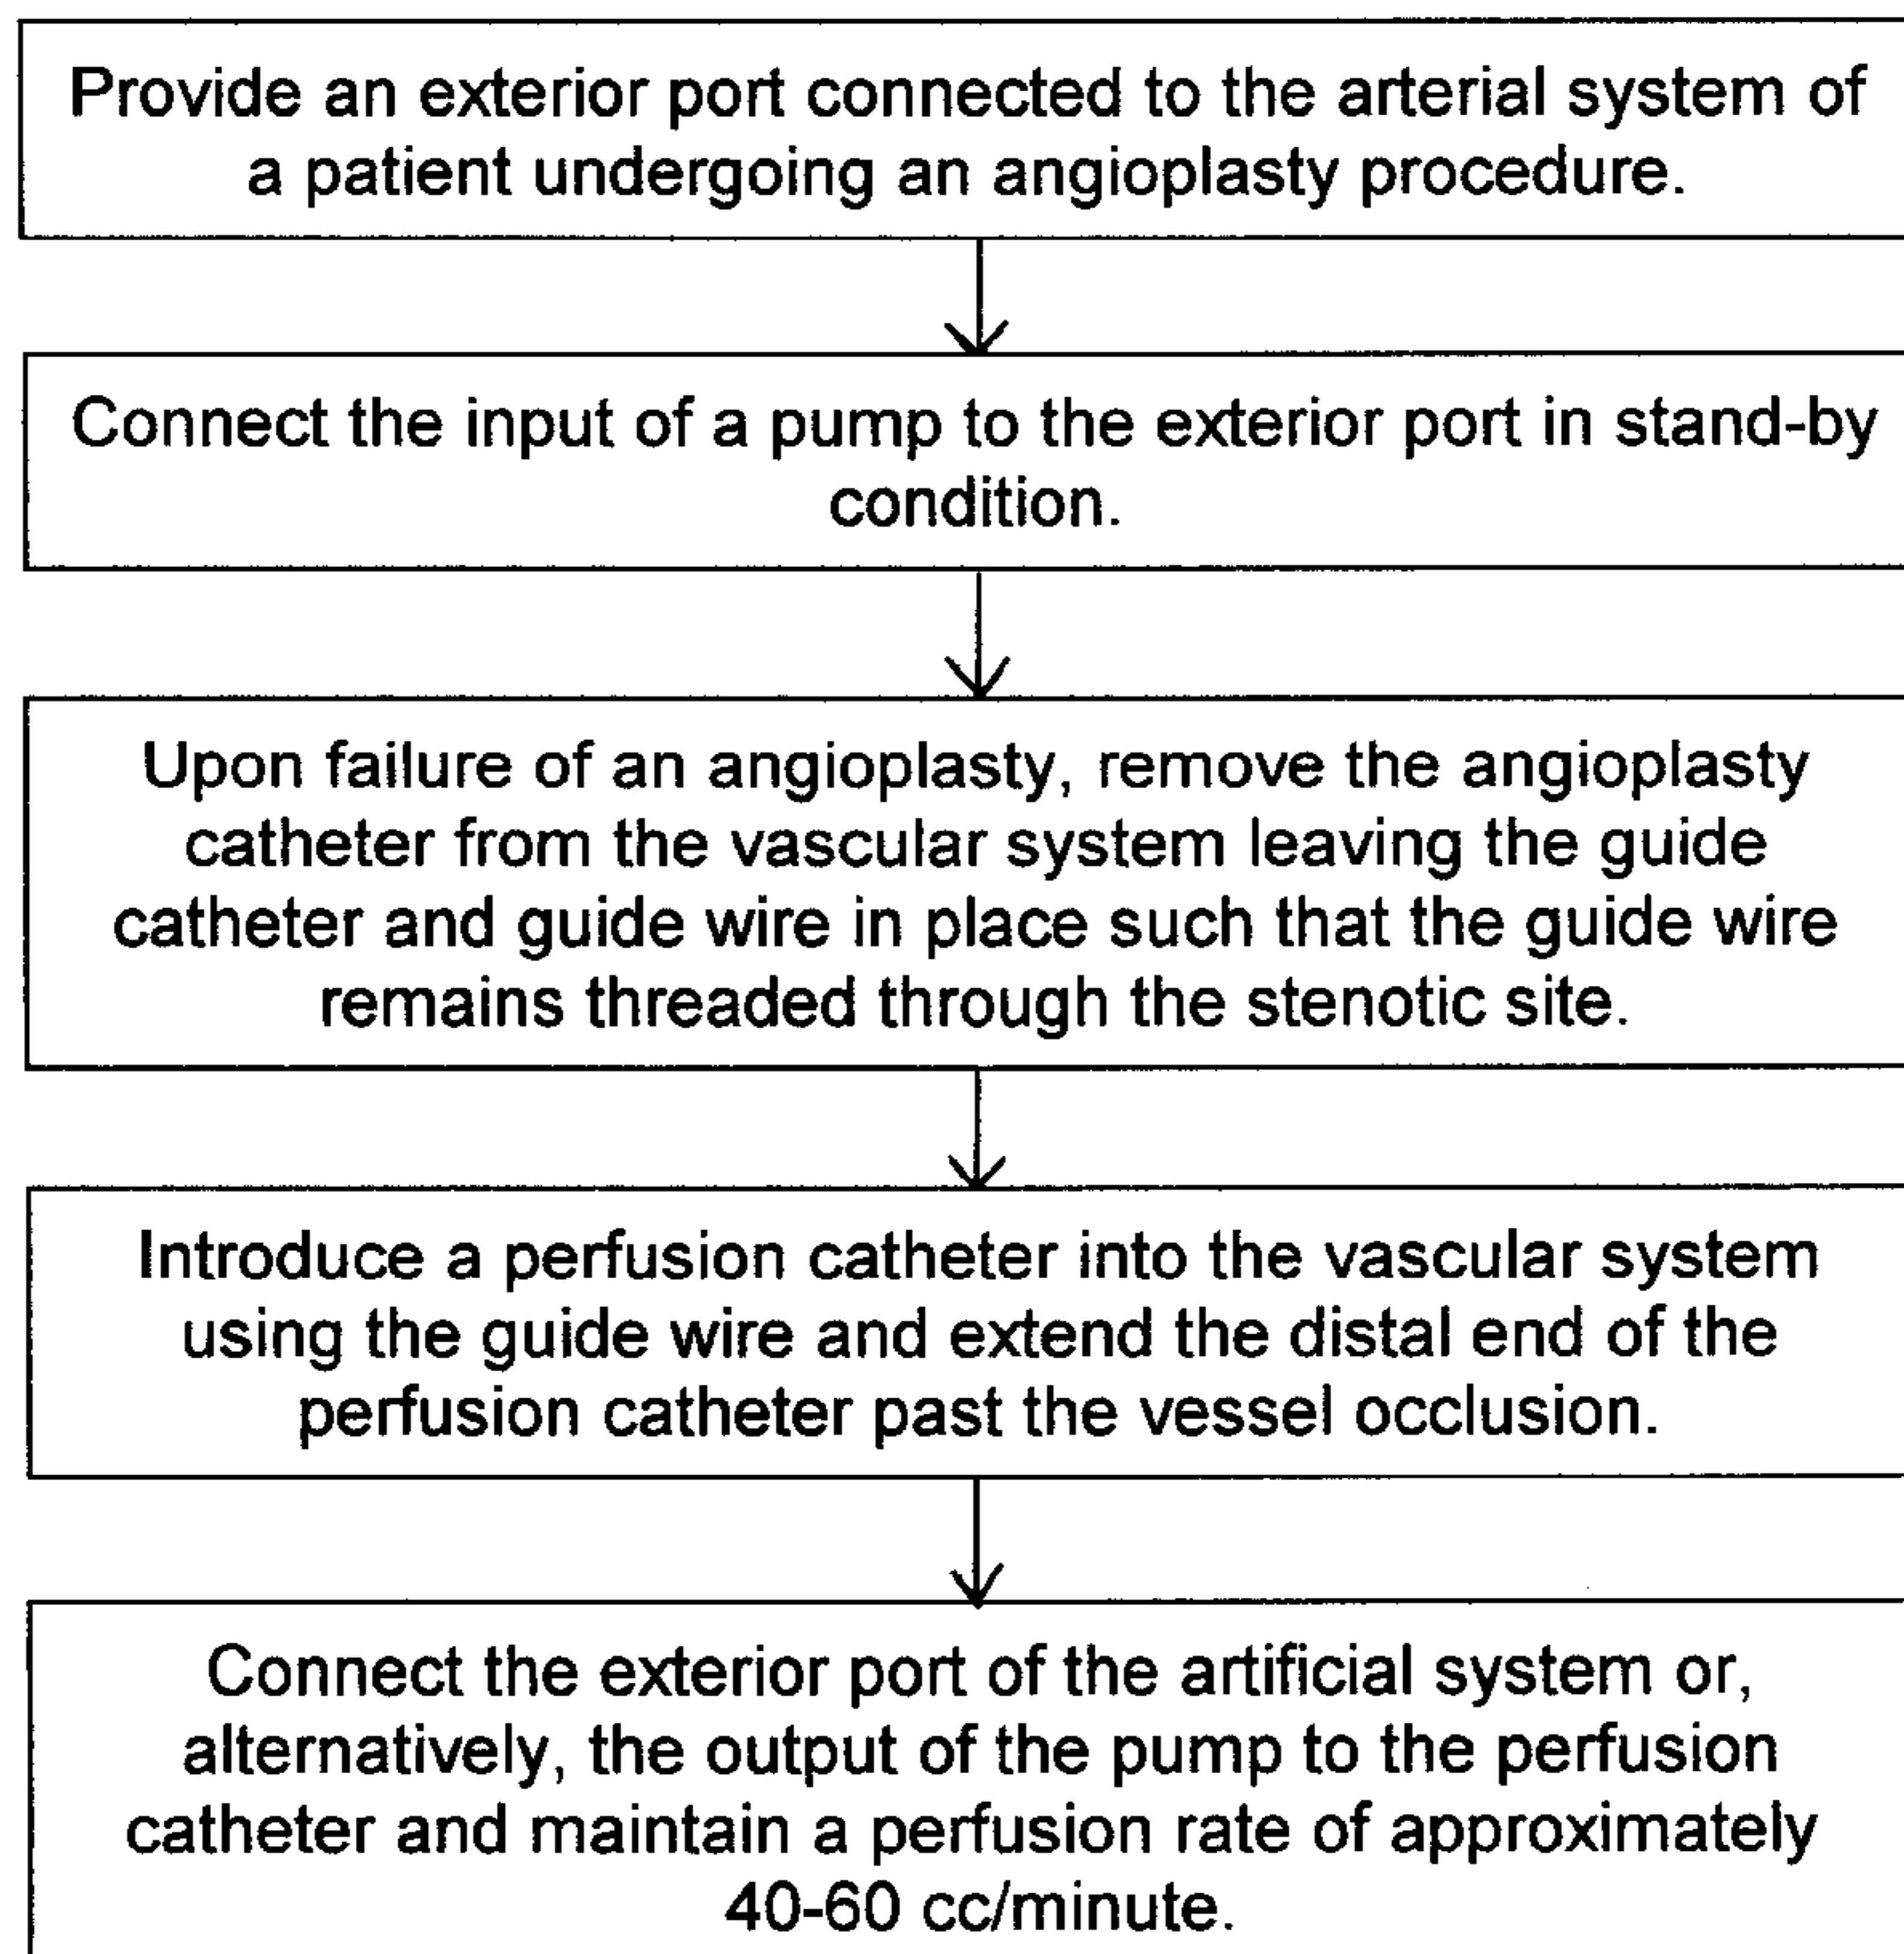 Provide an exterior port connected to the arterial system of
a patient undergoing an angioplasty procedure.
Connect the input of a pump to the exterior port in stand-by
condition.
Upon failure of an angioplasty, remove the angioplasty
catheter from the vascular system leaving the guide
catheter and guide wire in place such that the guide wire
remains threaded through the stenotic site.
Introduce a perfusion catheter into the vascular system
using the guide wire and extend the distal end of the
perfusion catheter past the vessel occlusion.
Connect the exterior port of the artificial system or,
alternatively, the output of the pump to the perfusion
catheter and maintain a perfusion rate of approximately
40-60 cc/minute.